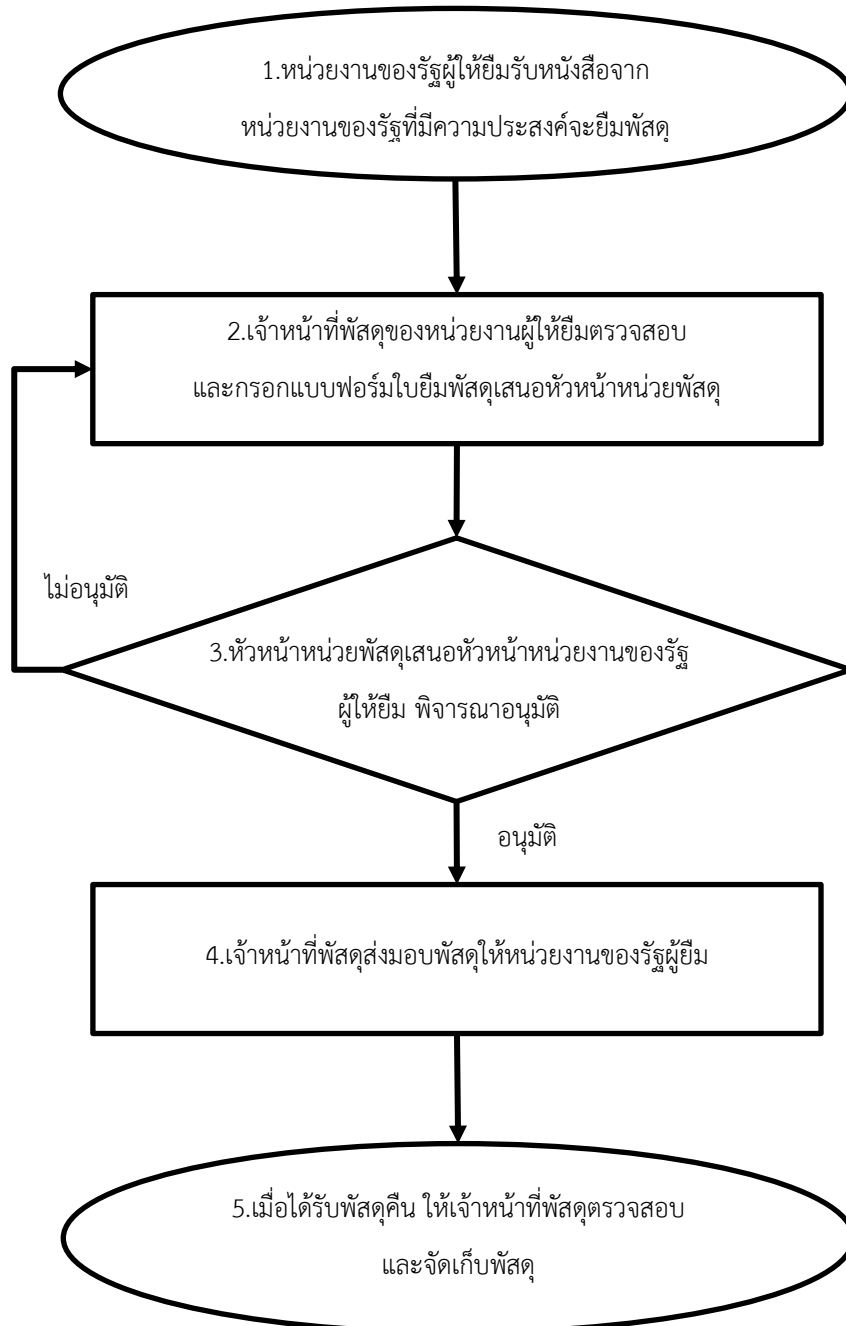 1.หน่วยงานของรัฐผู้ให้ยืมรับหนังสือจาก
หน่วยงานของรัฐที่มีความประสงค์จะยืมพัสดุ
2.เจ้าหน้าที่พัสดุของหน่วยงานผู้ให้ยืมตรวจสอบ
และกรอกแบบฟอร์มใบยืมพัสดุเสนอหัวหน้าหน่วยพัสดุ
ไม่อนุมัติ
3.หัวหน้าหน่วยพัสดุเสนอหัวหน้าหน่วยงานของรัฐ
ผู้ให้ยืม พิจารณาอนุมัติ
อนุมัติ
4.เจ้าหน้าที่พัสดุส่งมอบพัสดุให้หน่วยงานของรัฐผู้ยืม
5.เมื่อได้รับพัสดุคืน ให้เจ้าหน้าที่พัสดุตรวจสอบ
และจัดเก็บพัสดุ